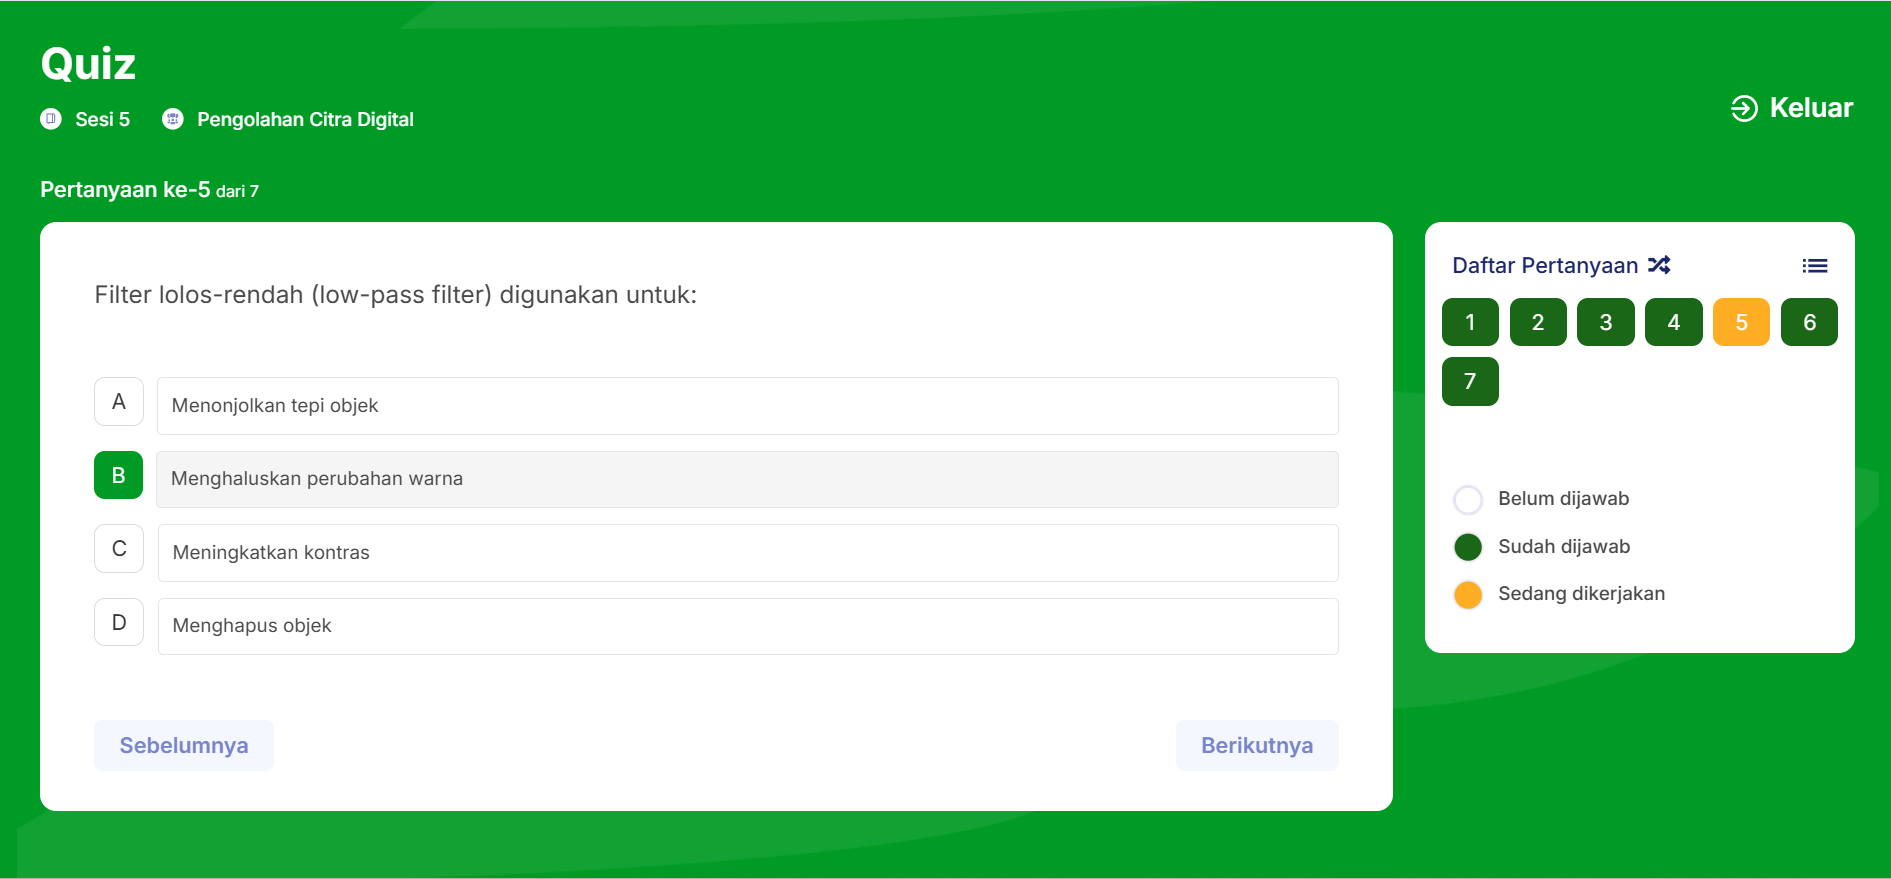 Quiz
Sesi 5 Pengolahan Citra Digital
Keluar
Pertanyaan ke-5 dari 7
Filter lolos-rendah (low-pass filter) digunakan untuk:
A Menonjolkan tepi objek
B Menghaluskan perubahan warna
C Meningkatkan kontras
D Menghapus objek
Sebelumnya Berikutnya
Daftar Pertanyaan
1 2 3 4 5 6
7
Belum dijawab
Sudah dijawab
Sedang dikerjakan